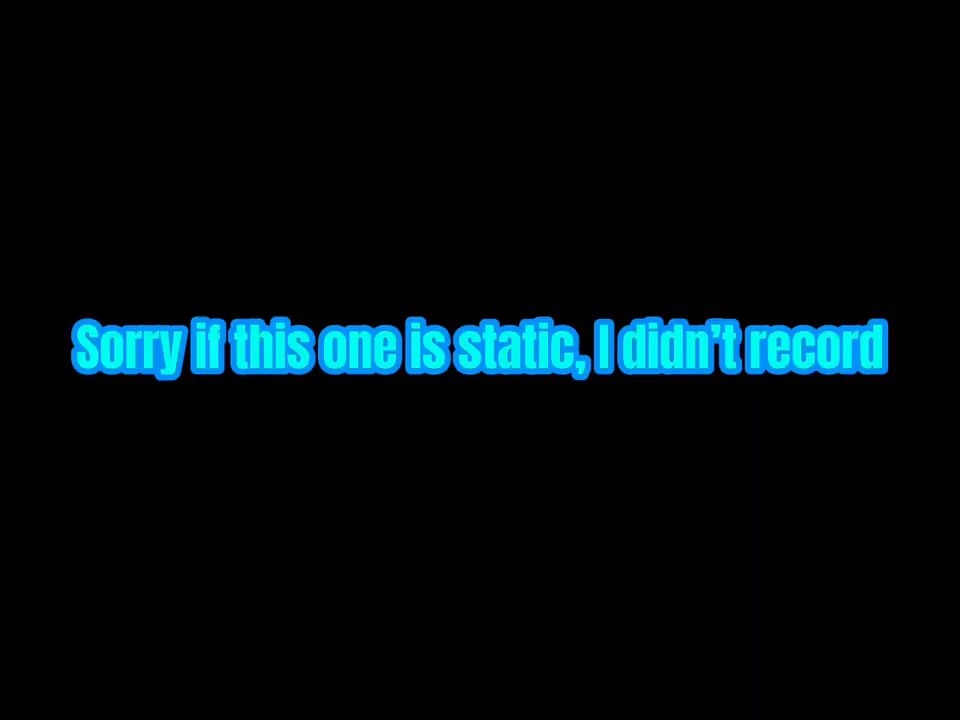 Sorry if this one is static, I didn’t record